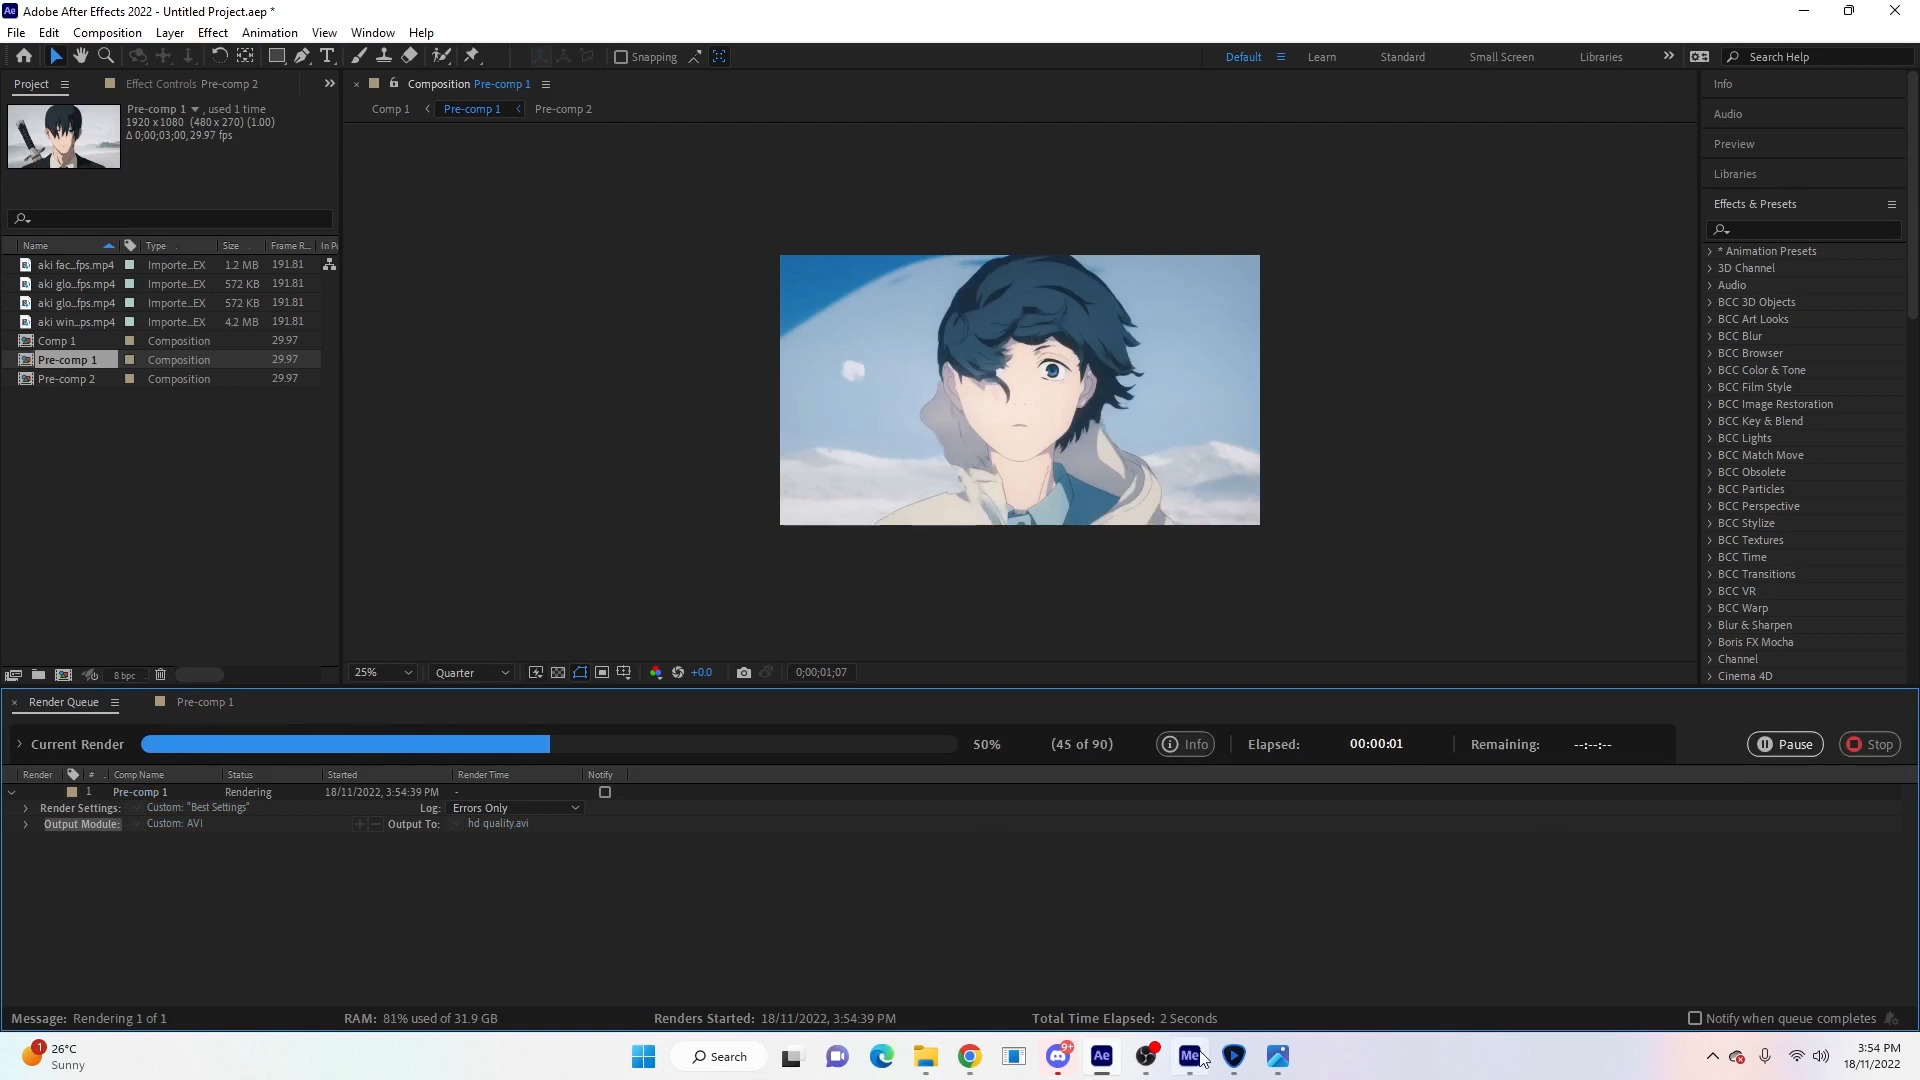 Adobe After Effects 2022 - Untitled Project.aep *
File Edit Composition Layer Effect Animation View Window Help
Snapping
Default Learn Standard Small Screen Libraries Search Help
Project Effect Controls Pre-comp 2
Composition Pre-comp 1
Info
Pre-comp 1 , used 1 time
1920 x 1080 (480 x 270) (1.00)
Δ 0;00;03;00, 29.97 fps
Comp 1 Pre-comp 1 Pre-comp 2
Audio
Preview
Libraries
Effects & Presets
Name Type Size Frame R... In P
aki fac...fps.mp4 Importe...EX 1.2 MB 191.81
aki glo...fps.mp4 Importe...EX 572 KB 191.81
aki glo...fps.mp4 Importe...EX 572 KB 191.81
aki win...ps.mp4 Importe...EX 4.2 MB 191.81
Comp 1 Composition 29.97
Pre-comp 1 Composition 29.97
Pre-comp 2 Composition 29.97
* Animation Presets
3D Channel
Audio
BCC 3D Objects
BCC Art Looks
BCC Blur
BCC Browser
BCC Color & Tone
BCC Film Style
BCC Image Restoration
BCC Key & Blend
BCC Lights
BCC Match Move
BCC Obsolete
BCC Particles
BCC Perspective
BCC Stylize
BCC Textures
BCC Time
BCC Transitions
BCC VR
BCC Warp
Blur & Sharpen
Boris FX Mocha
Channel
Cinema 4D
8 bpc
25% Quarter +0.0 0;00;01;07
Render Queue Pre-comp 1
Current Render 50% (45 of 90) Info Elapsed: 00:00:01 Remaining: --:--:-- Pause Stop
Render # Comp Name Status Started Render Time Notify
1 Pre-comp 1 Rendering 18/11/2022, 3:54:39 PM -
Render Settings: Custom: "Best Settings" Log: Errors Only
Output Module: Custom: AVI Output To: hd quality.avi
Message: Rendering 1 of 1 RAM: 81% used of 31.9 GB Renders Started: 18/11/2022, 3:54:39 PM Total Time Elapsed: 2 Seconds Notify when queue completes
1 26°C
Sunny
Search
9+
Ae
Me
3:54 PM
18/11/2022